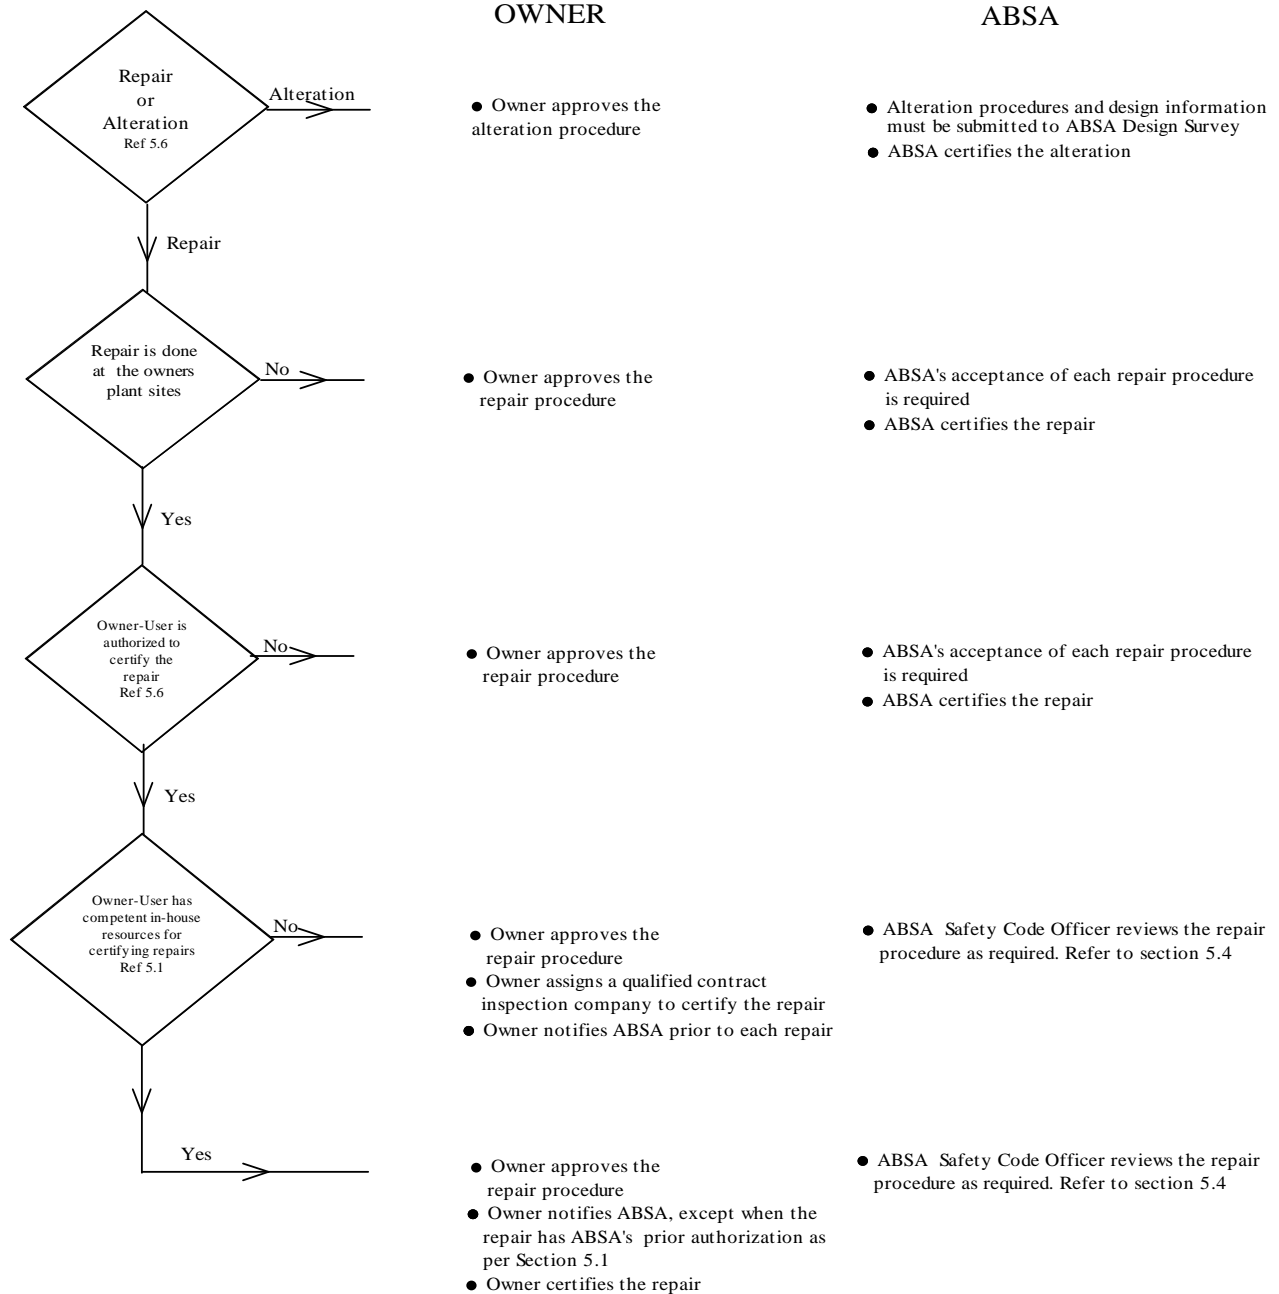 OWNER
ABSA
Repair
or
Alteration
Ref 5.6
Alteration
● Owner approves the
alteration procedure
● Alteration procedures and design information
must be submitted to ABSA Design Survey
● ABSA certifies the alteration
Repair
Repair is done
at the owners
plant sites
No
● Owner approves the
repair procedure
● ABSA's acceptance of each repair procedure
is required
● ABSA certifies the repair
Yes
Owner-User is
authorized to
certify the
repair
Ref 5.6
No
● Owner approves the
repair procedure
● ABSA's acceptance of each repair procedure
is required
● ABSA certifies the repair
Yes
Owner-User has
competent in-house
resources for
certifying repairs
Ref 5.1
No
● Owner approves the
repair procedure
● Owner assigns a qualified contract
inspection company to certify the repair
● Owner notifies ABSA prior to each repair
● ABSA Safety Code Officer reviews the repair
procedure as required. Refer to section 5.4
Yes
● Owner approves the
repair procedure
● Owner notifies ABSA, except when the
repair has ABSA's prior authorization as
per Section 5.1
● Owner certifies the repair
● ABSA Safety Code Officer reviews the repair
procedure as required. Refer to section 5.4